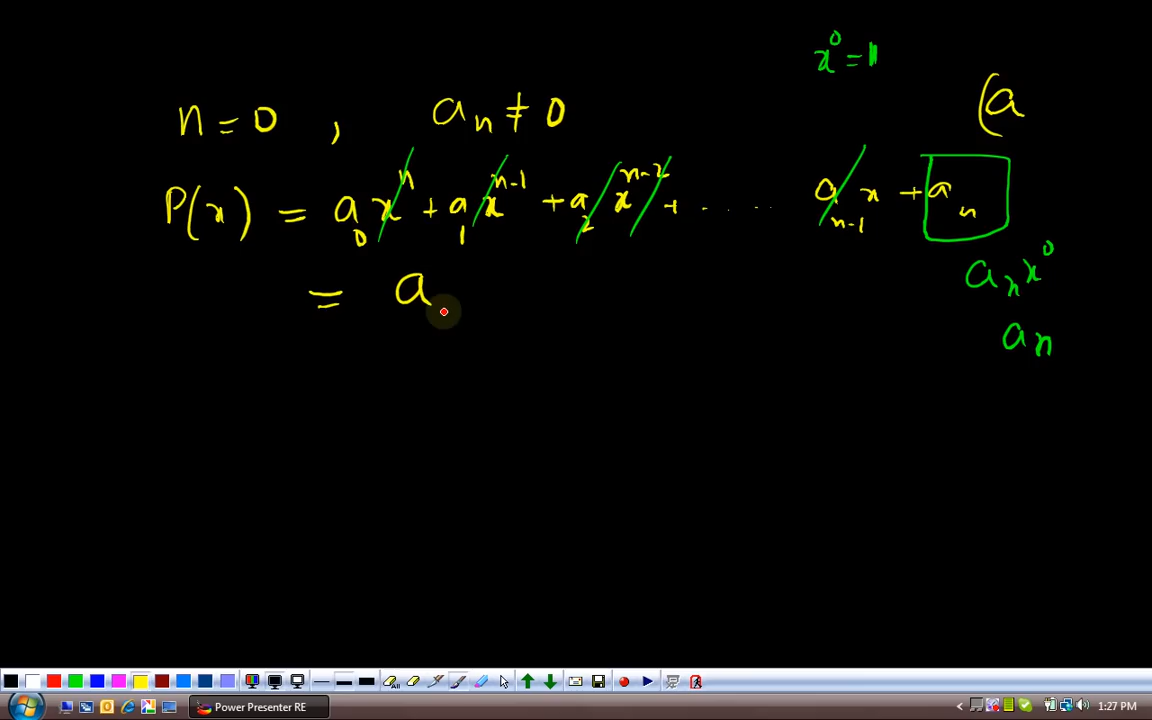 x⁰ = 1
n = 0 , aₙ ≠ 0 (a
P(x) = a₀xⁿ + a₁xⁿ⁻¹ + a₂xⁿ⁻² + ..... aₙ₋₁x + aₙ
aₙx⁰
= a
aₙ
Power Presenter RE
1:27 PM